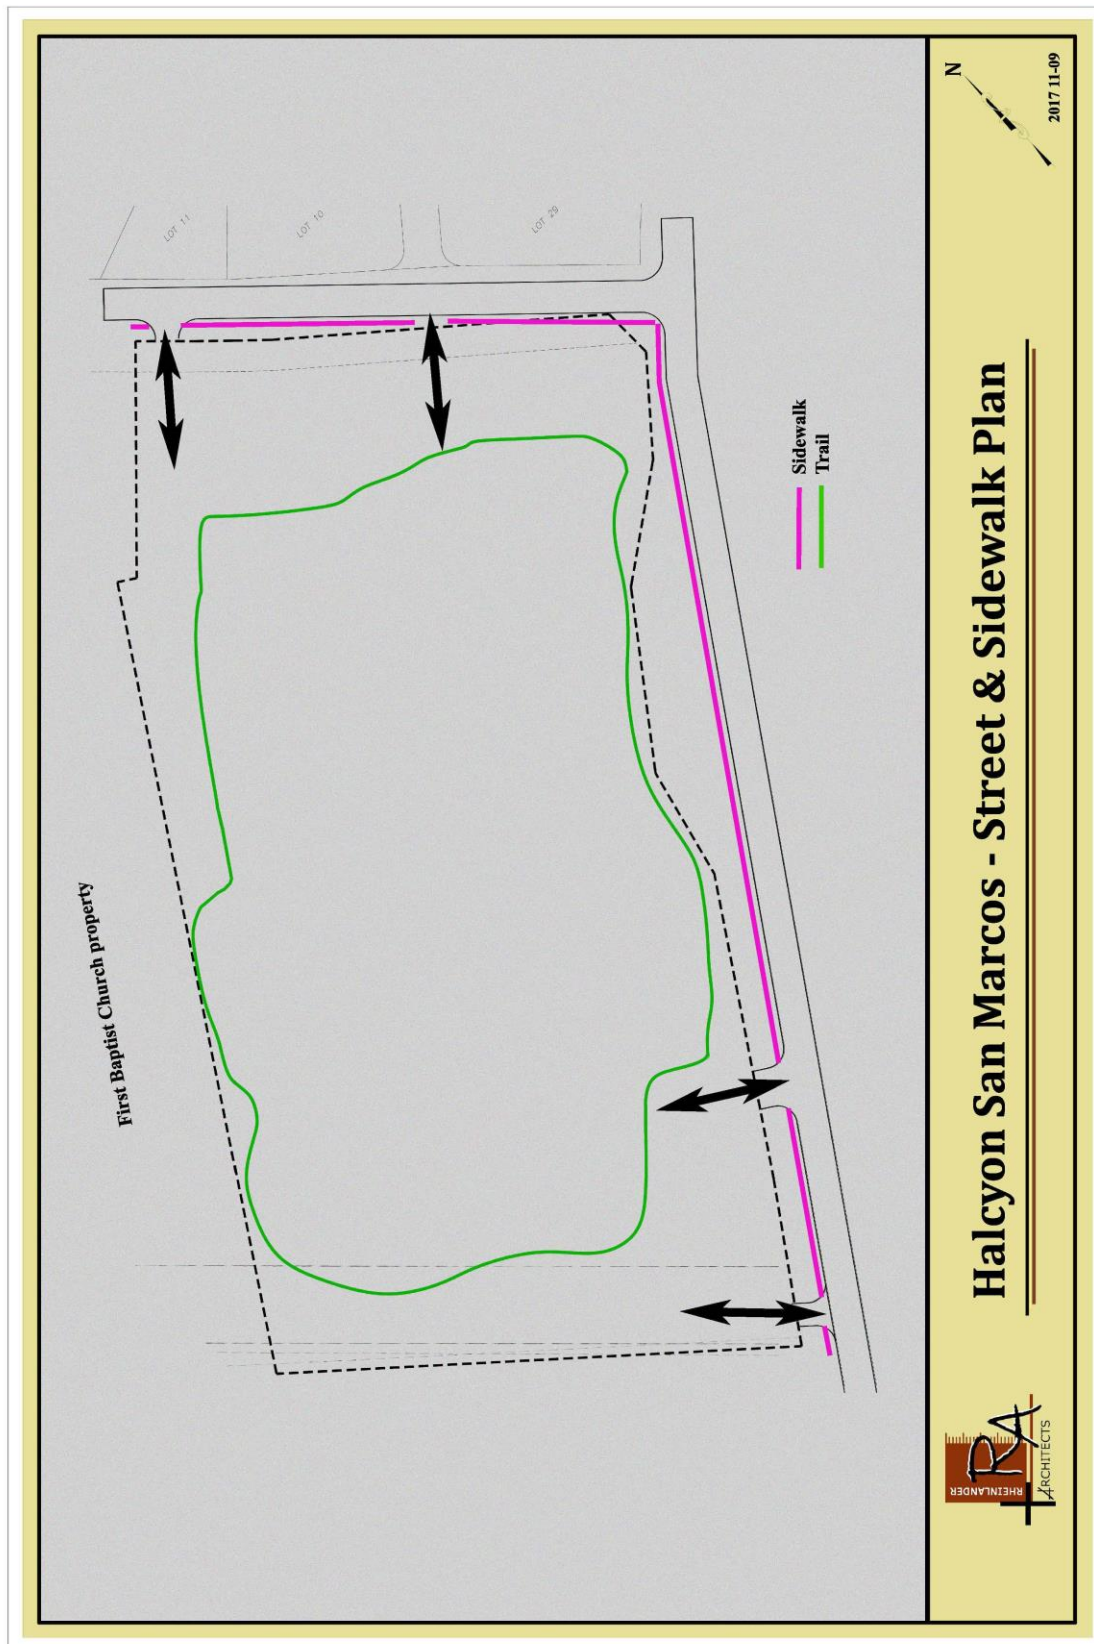 LOT 11
LOT 10
LOT 29
First Baptist Church property
Sidewalk
Trail
N
2017 11-09
Halcyon San Marcos - Street & Sidewalk Plan
RHEINLANDER
RA
ARCHITECTS